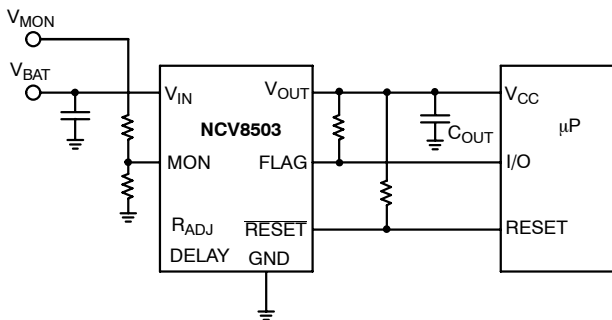 VMON
VBAT
VIN
VOUT
VCC
NCV8503
COUT
μP
MON
FLAG
I/O
RADJ
RESET
RESET
DELAY
GND